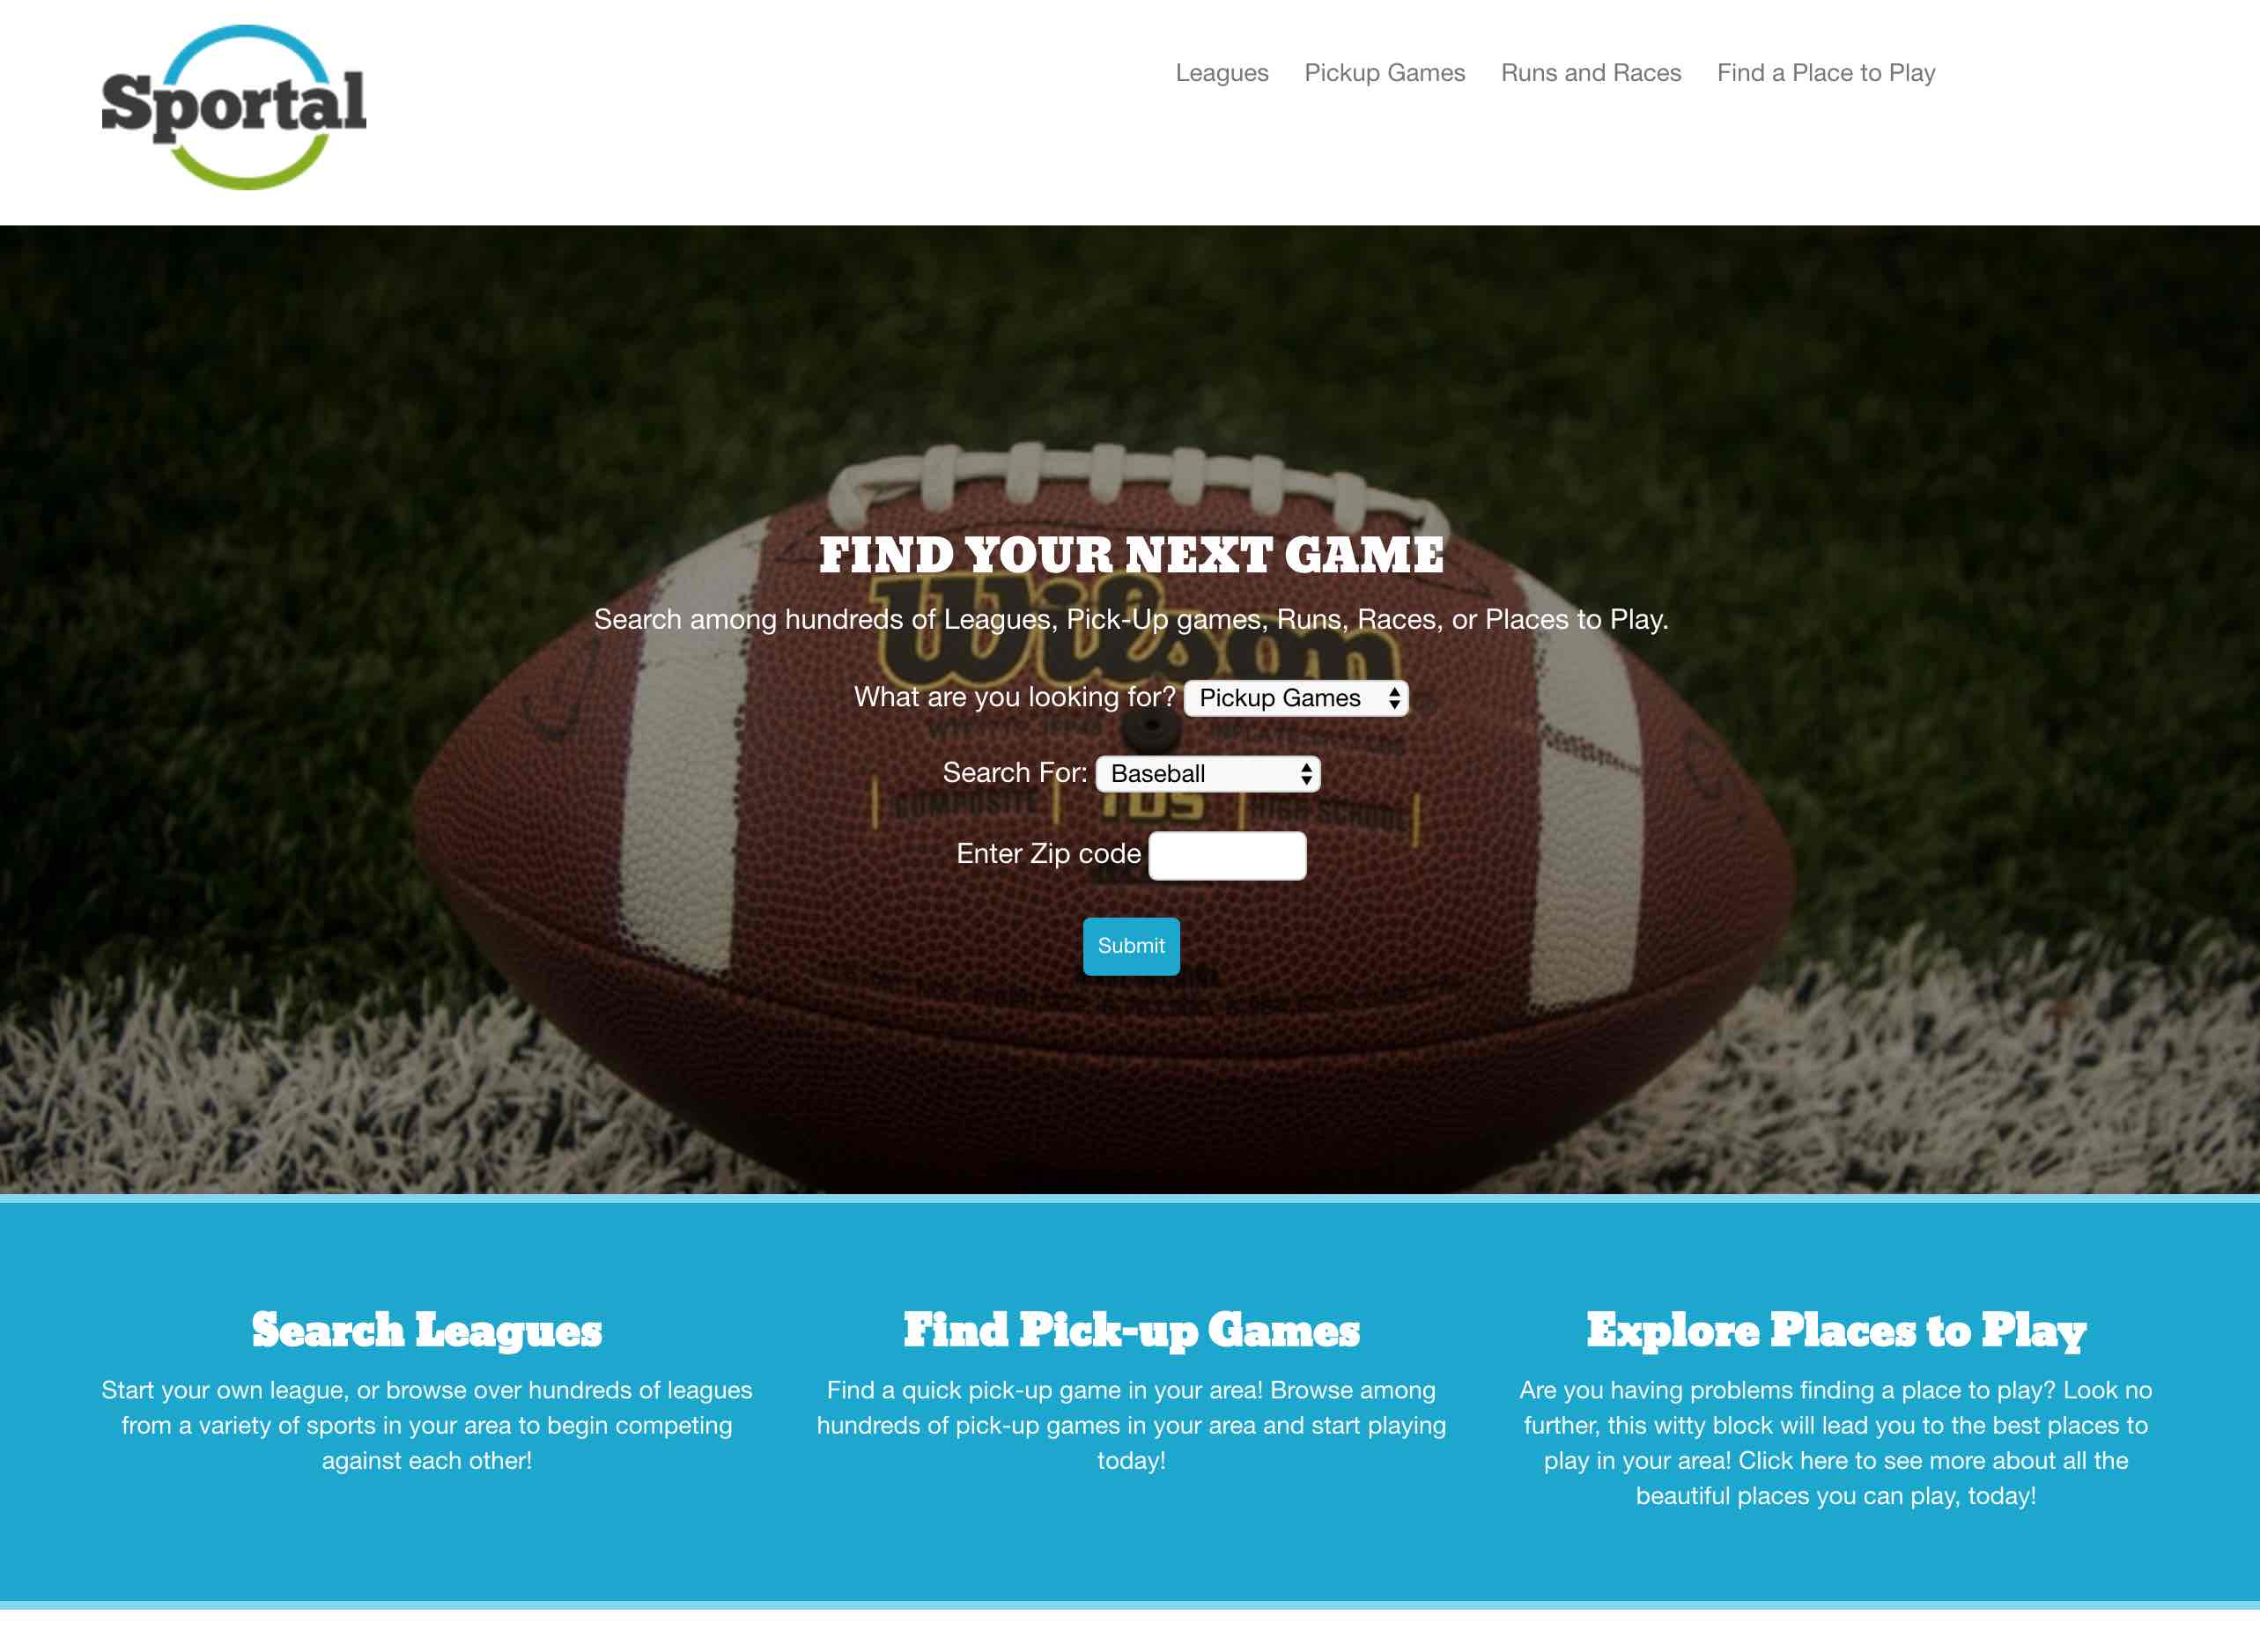 Sportal
Leagues Pickup Games Runs and Races Find a Place to Play
FIND YOUR NEXT GAME
Wilson
Search among hundreds of Leagues, Pick-Up games, Runs, Races, or Places to Play.
What are you looking for? Pickup Games
Search For: Baseball
COMPOSITE TDS HIGH SCHOOL
Enter Zip code
Submit
Search Leagues
Start your own league, or browse over hundreds of leagues
from a variety of sports in your area to begin competing
against each other!
Find Pick-up Games
Find a quick pick-up game in your area! Browse among
hundreds of pick-up games in your area and start playing
today!
Explore Places to Play
Are you having problems finding a place to play? Look no
further, this witty block will lead you to the best places to
play in your area! Click here to see more about all the
beautiful places you can play, today!